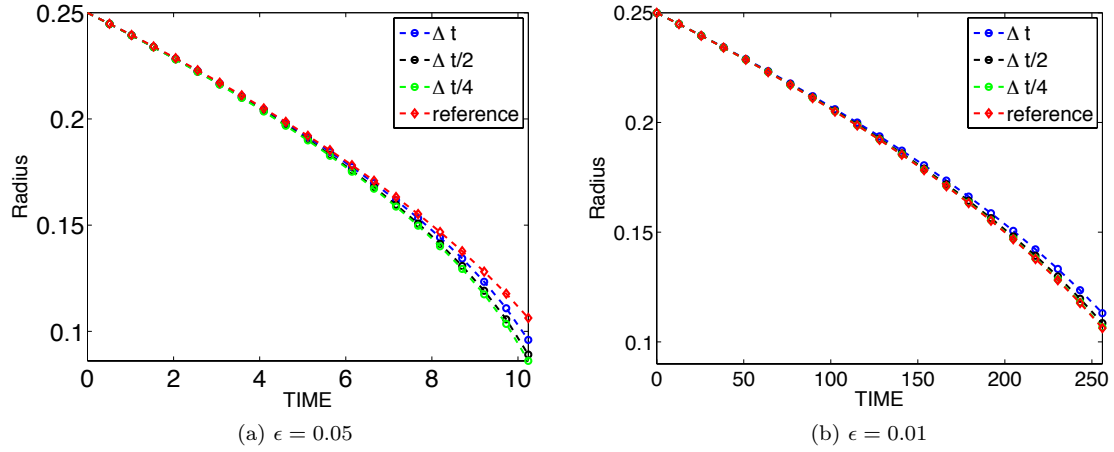 0.25
0.2
0.15
0.1
Radius
0
2
4
6
8
10
TIME
Δ t
Δ t/2
Δ t/4
reference
(a) ϵ = 0.05
0.25
0.2
0.15
0.1
Radius
0
50
100
150
200
250
TIME
Δ t
Δ t/2
Δ t/4
reference
(b) ϵ = 0.01